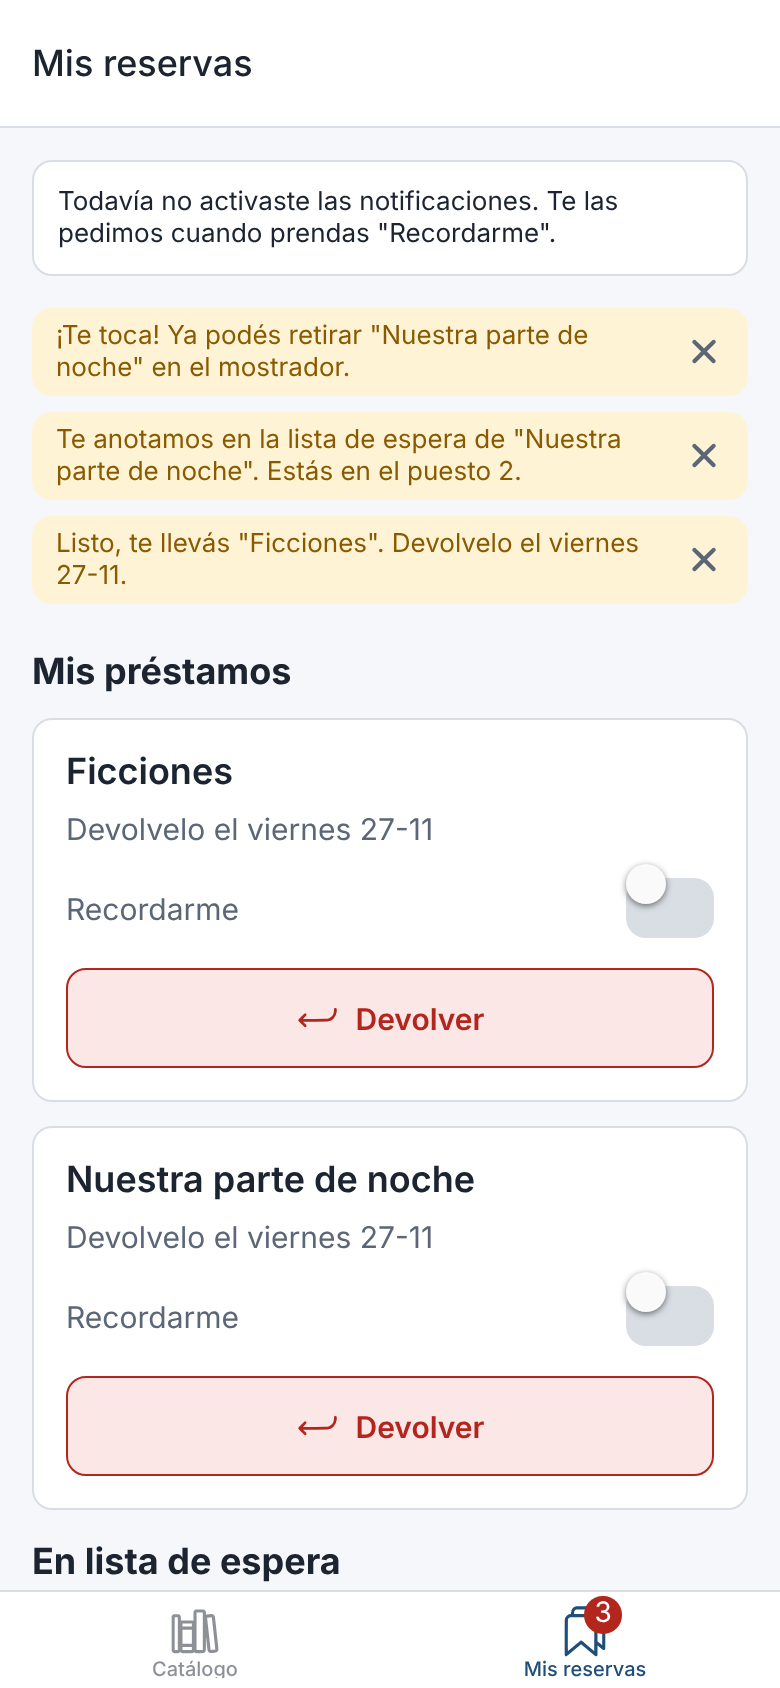 Mis reservas
Todavía no activaste las notificaciones. Te las
pedimos cuando prendas "Recordarme".
¡Te toca! Ya podés retirar "Nuestra parte de
noche" en el mostrador.
Te anotamos en la lista de espera de "Nuestra
parte de noche". Estás en el puesto 2.
Listo, te llevás "Ficciones". Devolvelo el viernes
27-11.
Mis préstamos
Ficciones
Devolvelo el viernes 27-11
Recordarme
Devolver
Nuestra parte de noche
Devolvelo el viernes 27-11
Recordarme
Devolver
En lista de espera
3
Catálogo
Mis reservas